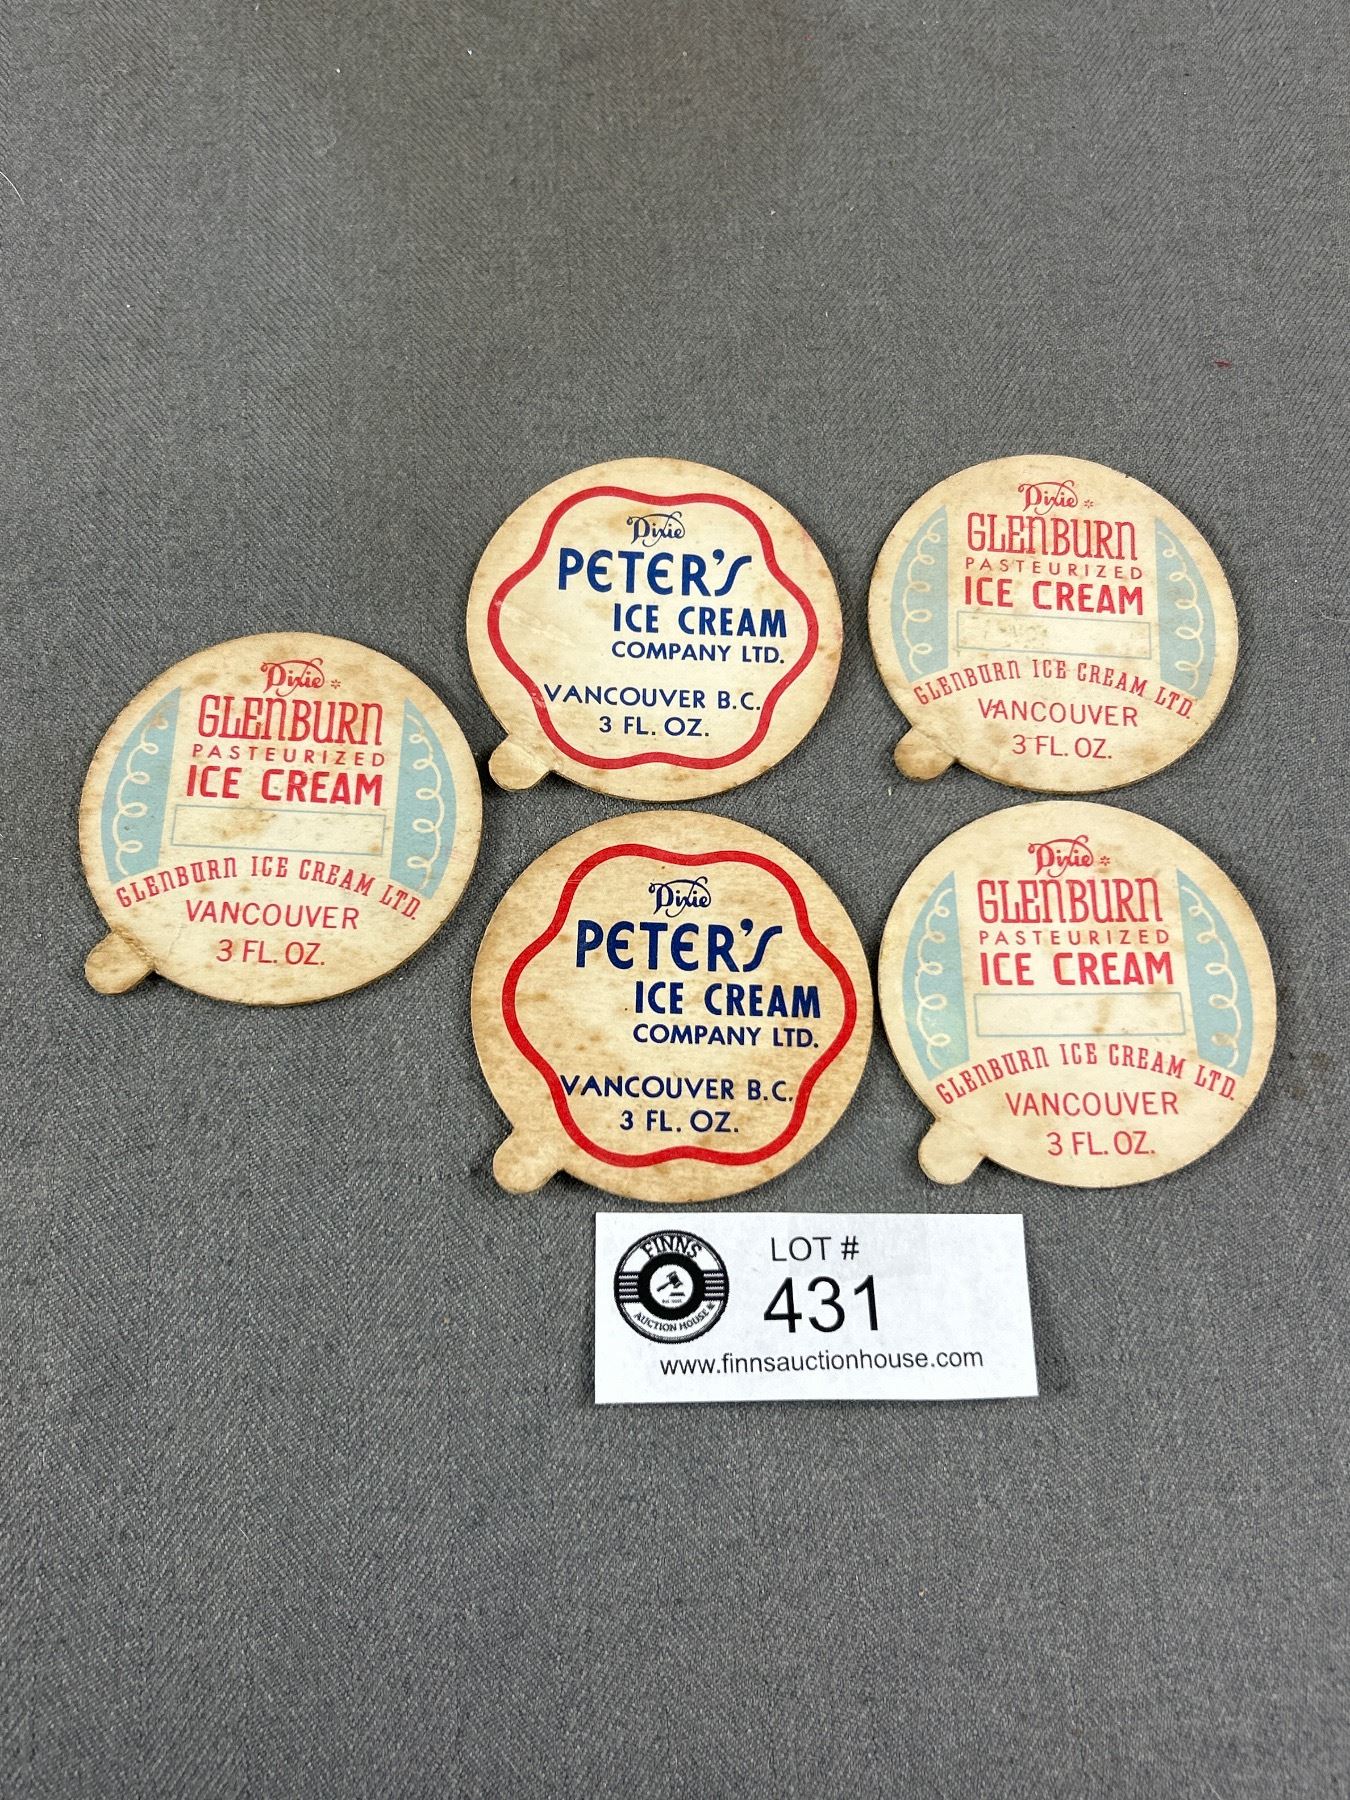 Dixie
PETER'S
ICE CREAM
COMPANY LTD.
VANCOUVER B.C.
3 FL. OZ.
Dixie
GLENBURN
PASTEURIZED
ICE CREAM
GLENBURN ICE CREAM LTD.
VANCOUVER
3 FL. OZ.
Dixie
GLENBURN
PASTEURIZED
ICE CREAM
GLENBURN ICE CREAM LTD.
VANCOUVER
3 FL. OZ.
Dixie
PETER'S
ICE CREAM
COMPANY LTD.
VANCOUVER B.C.
3 FL. OZ.
Dixie
GLENBURN
PASTEURIZED
ICE CREAM
GLENBURN ICE CREAM LTD.
VANCOUVER
3 FL. OZ.
FINNS
AUCTION HOUSE
LOT #
431
www.finnsauctionhouse.com